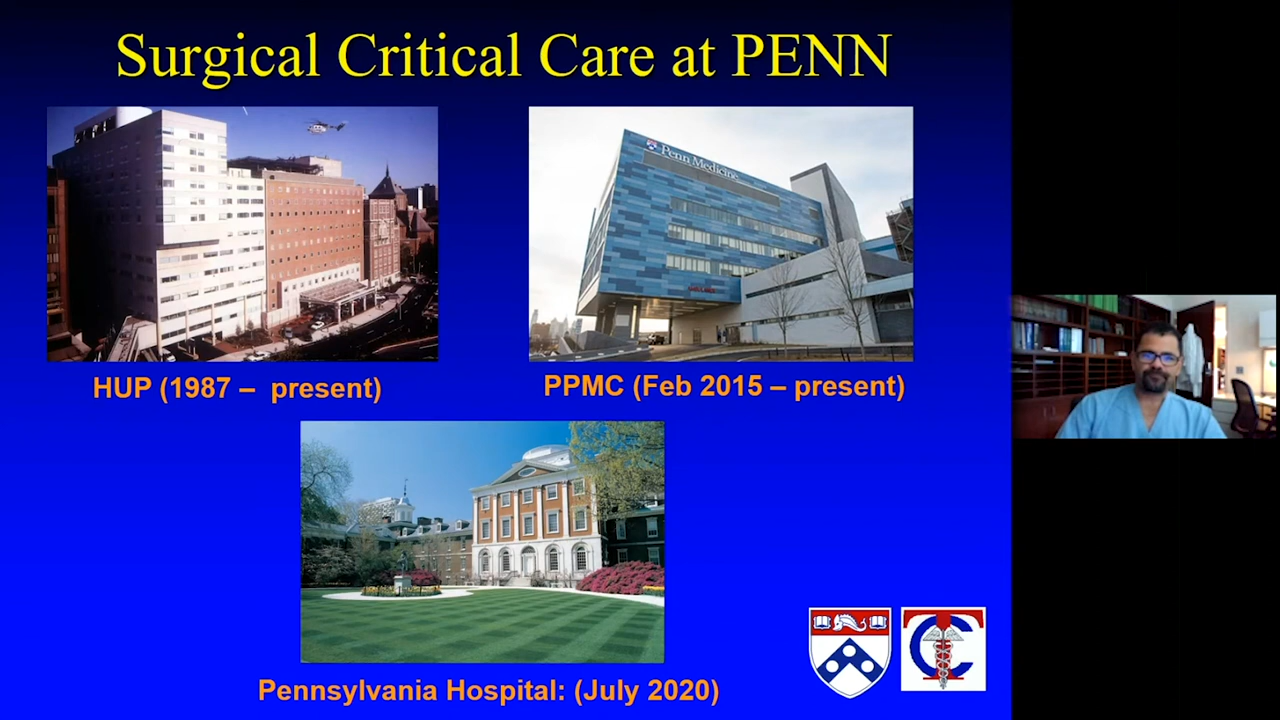 Surgical Critical Care at PENN
Penn Medicine
HUP (1987 – present)
PPMC (Feb 2015 – present)
Pennsylvania Hospital: (July 2020)